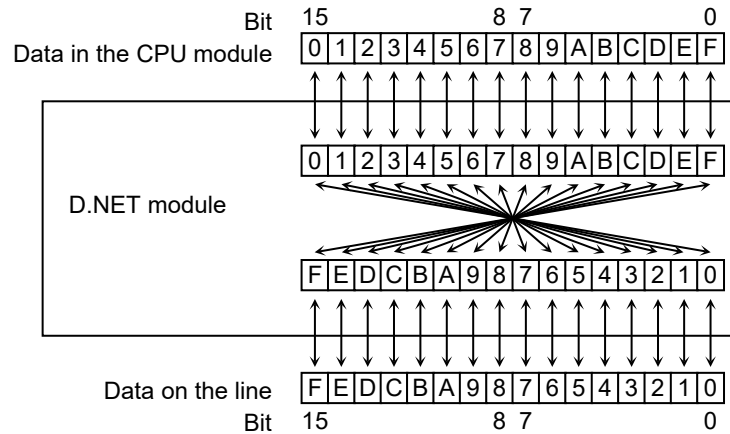 Bit 15 8 7 0
Data in the CPU module 0 1 2 3 4 5 6 7 8 9 A B C D E F
0 1 2 3 4 5 6 7 8 9 A B C D E F
D.NET module
F E D C B A 9 8 7 6 5 4 3 2 1 0
Data on the line F E D C B A 9 8 7 6 5 4 3 2 1 0
Bit 15 8 7 0